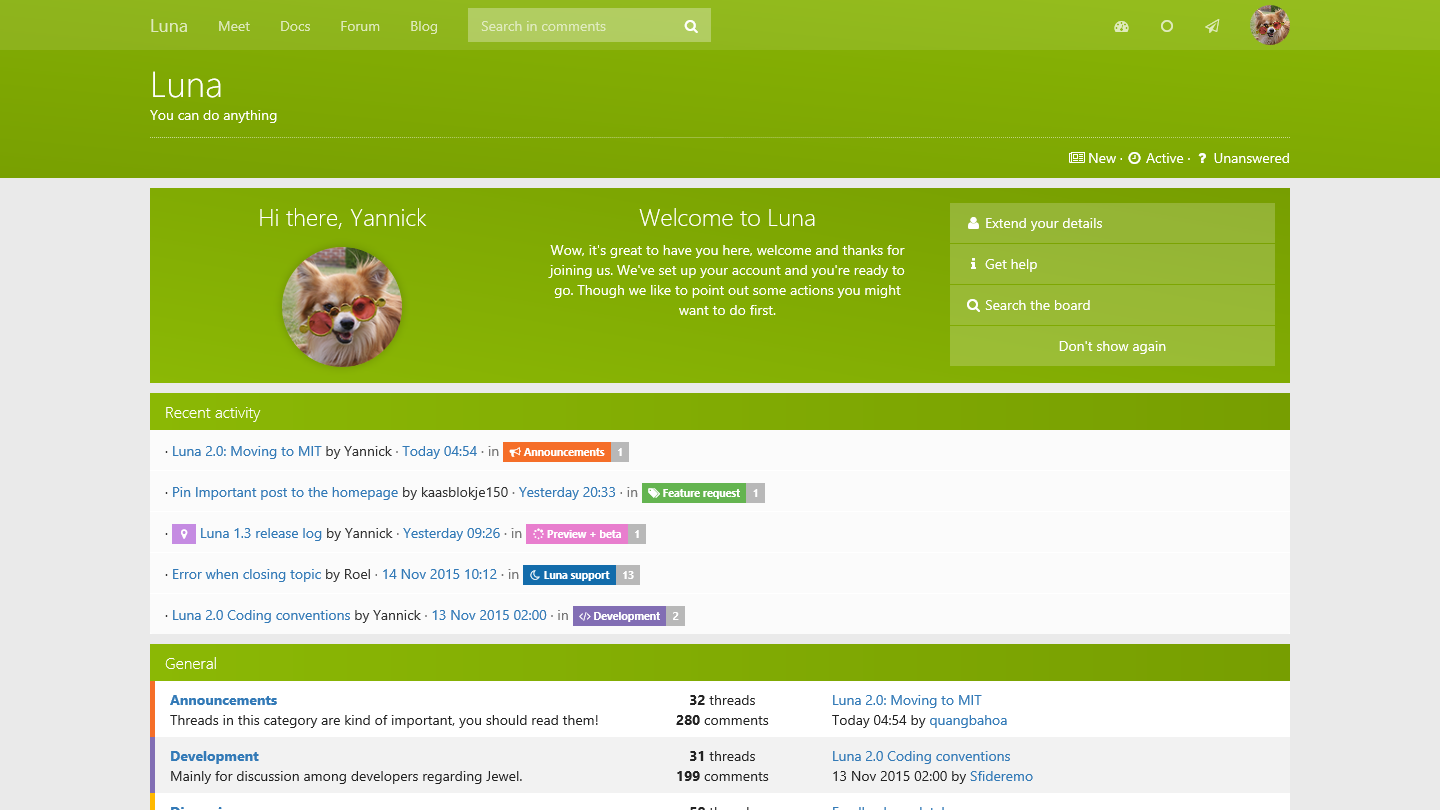 Luna Meet Docs Forum Blog Search in comments
Luna
You can do anything
New · Active · ? Unanswered
Hi there, Yannick
Welcome to Luna
Wow, it's great to have you here, welcome and thanks for
joining us. We've set up your account and you're ready to
go. Though we like to point out some actions you might
want to do first.
Extend your details
Get help
Search the board
Don't show again
Recent activity
· Luna 2.0: Moving to MIT by Yannick · Today 04:54 · in Announcements 1
· Pin Important post to the homepage by kaasblokje150 · Yesterday 20:33 · in Feature request 1
· Luna 1.3 release log by Yannick · Yesterday 09:26 · in Preview + beta 1
· Error when closing topic by Roel · 14 Nov 2015 10:12 · in Luna support 13
· Luna 2.0 Coding conventions by Yannick · 13 Nov 2015 02:00 · in Development 2
General
Announcements 32 threads Luna 2.0: Moving to MIT
Threads in this category are kind of important, you should read them! 280 comments Today 04:54 by quangbahoa
Development 31 threads Luna 2.0 Coding conventions
Mainly for discussion among developers regarding Jewel. 199 comments 13 Nov 2015 02:00 by Sfideremo